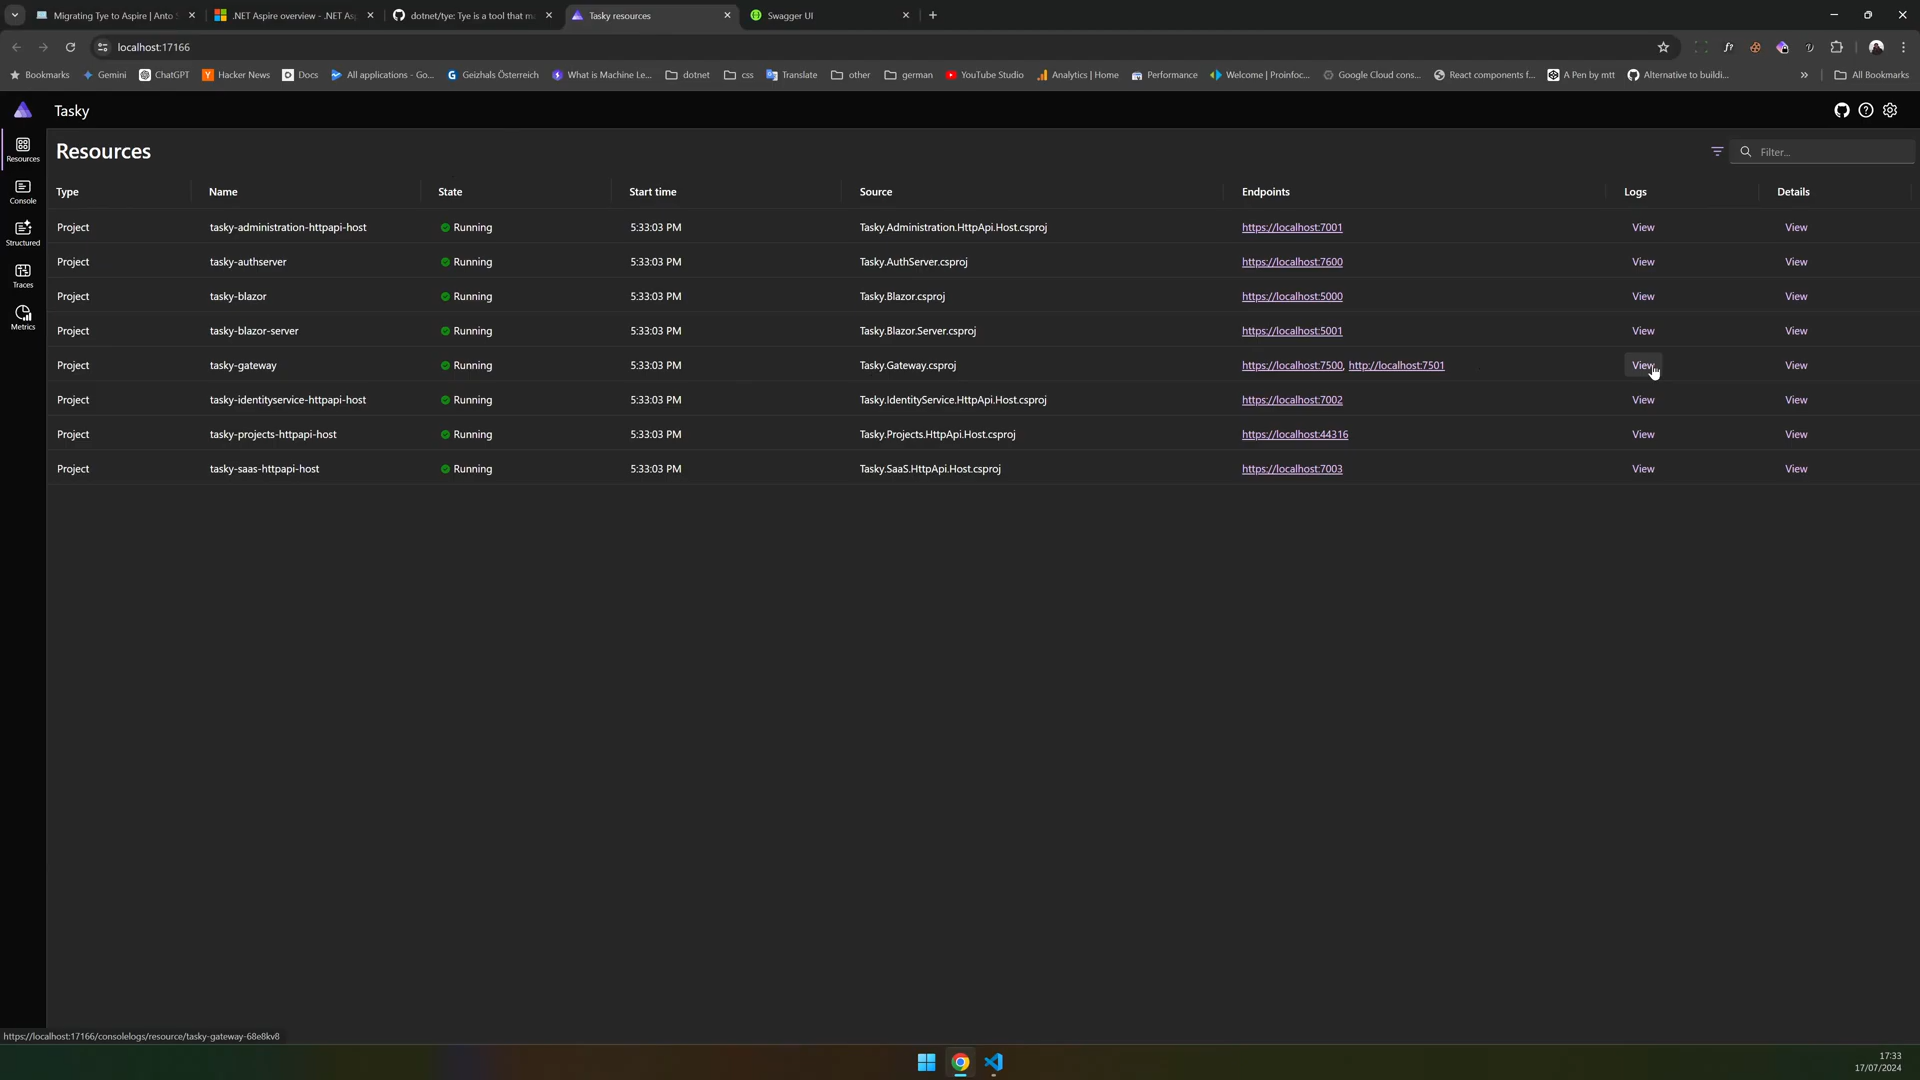 Migrating Tye to Aspire | Anto S
.NET Aspire overview - .NET As
dotnet/tye: Tye is a tool that m
Tasky resources
Swagger UI
localhost:17166
Bookmarks
Gemini
ChatGPT
Hacker News
Docs
All applications - Go...
Geizhals Österreich
What is Machine Le...
dotnet
css
Translate
other
german
YouTube Studio
Analytics | Home
Performance
Welcome | Proinfoc...
Google Cloud cons...
React components f...
A Pen by mtt
Alternative to buildi...
All Bookmarks
Tasky
Resources
Console
Structured
Traces
Metrics
Resources
Filter...
Type Name State Start time Source Endpoints Logs Details
Project tasky-administration-httpapi-host Running 5:33:03 PM Tasky.Administration.HttpApi.Host.csproj https://localhost:7001 View View
Project tasky-authserver Running 5:33:03 PM Tasky.AuthServer.csproj https://localhost:7600 View View
Project tasky-blazor Running 5:33:03 PM Tasky.Blazor.csproj https://localhost:5000 View View
Project tasky-blazor-server Running 5:33:03 PM Tasky.Blazor.Server.csproj https://localhost:5001 View View
Project tasky-gateway Running 5:33:03 PM Tasky.Gateway.csproj https://localhost:7500, http://localhost:7501 View View
Project tasky-identityservice-httpapi-host Running 5:33:03 PM Tasky.IdentityService.HttpApi.Host.csproj https://localhost:7002 View View
Project tasky-projects-httpapi-host Running 5:33:03 PM Tasky.Projects.HttpApi.Host.csproj https://localhost:44316 View View
Project tasky-saas-httpapi-host Running 5:33:03 PM Tasky.SaaS.HttpApi.Host.csproj https://localhost:7003 View View
https://localhost:17166/consolelogs/resource/tasky-gateway-68e8kv8
17:33
17/07/2024